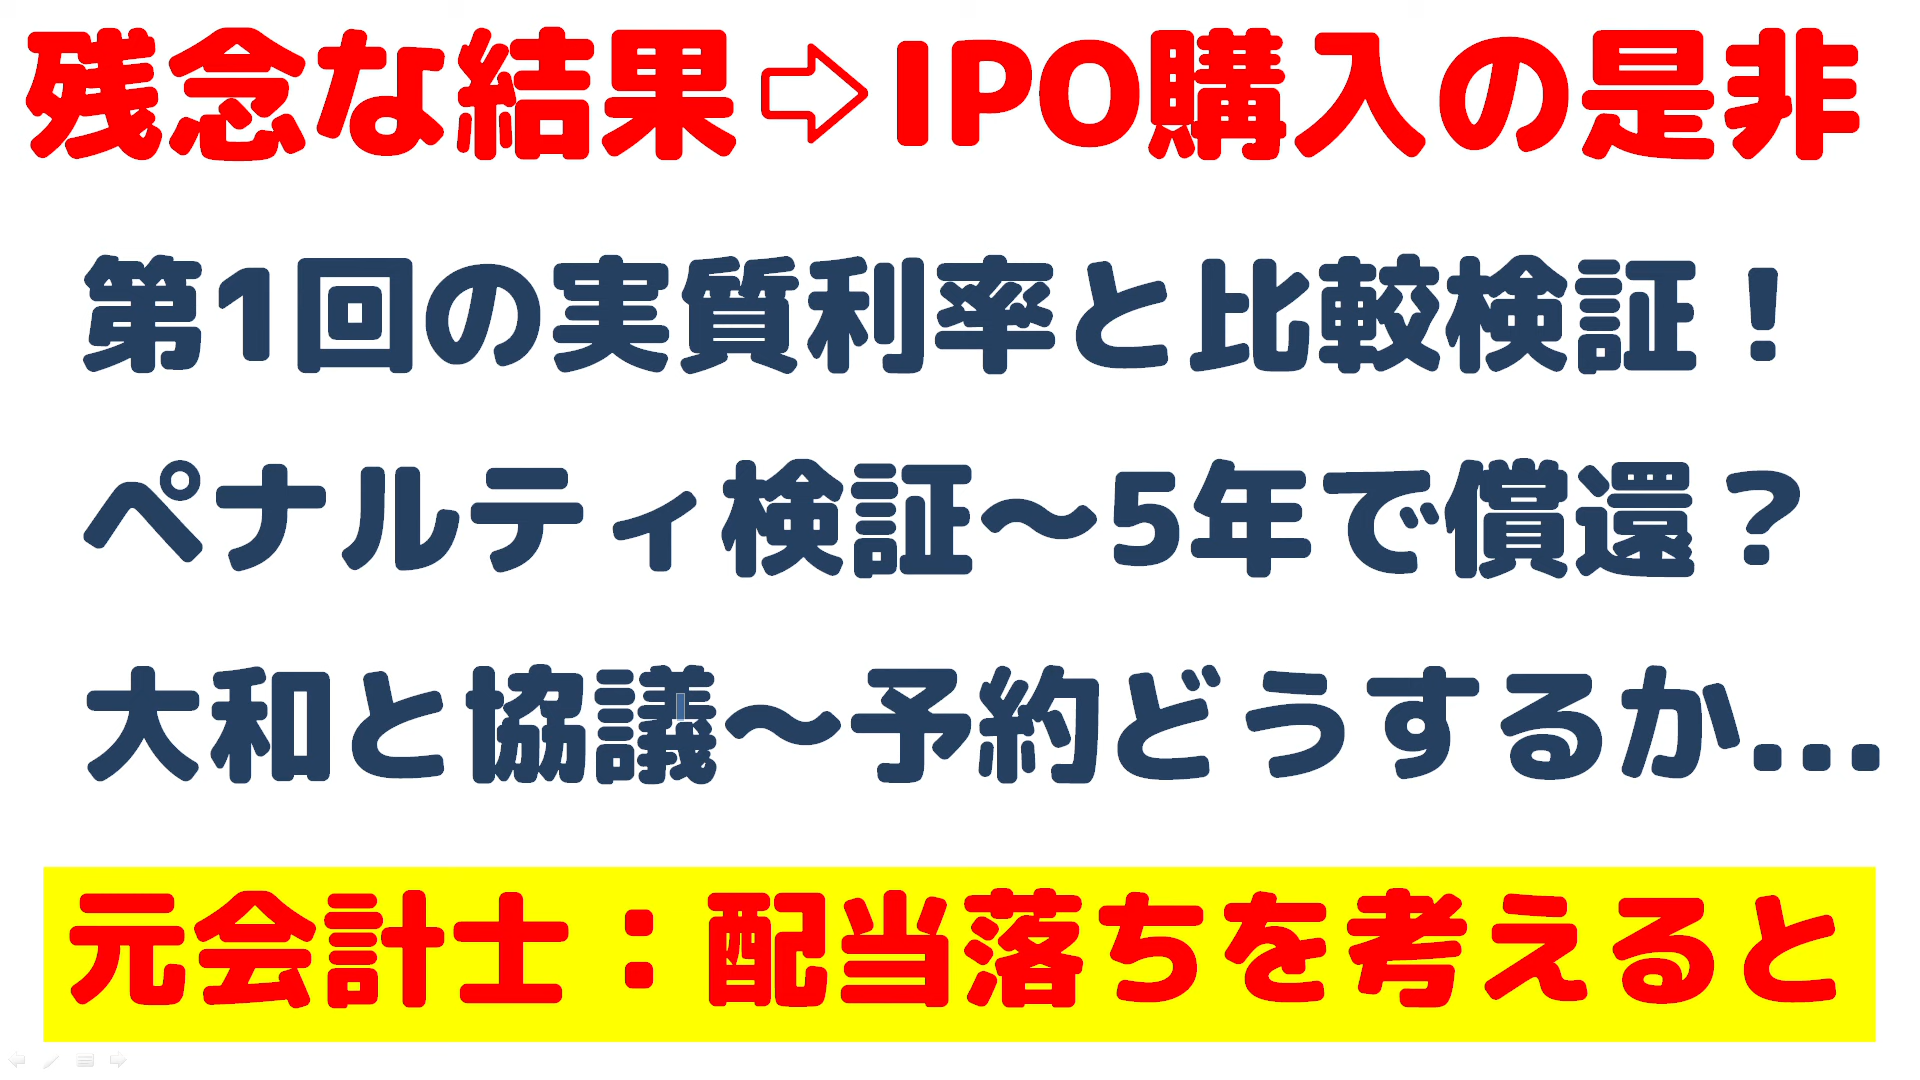 残念な結果⇨IPO購入の是非
第1回の実質利率と比較検証！
ペナルティ検証～5年で償還？
大和と協議～予約どうするか...
元会計士：配当落ちを考えると